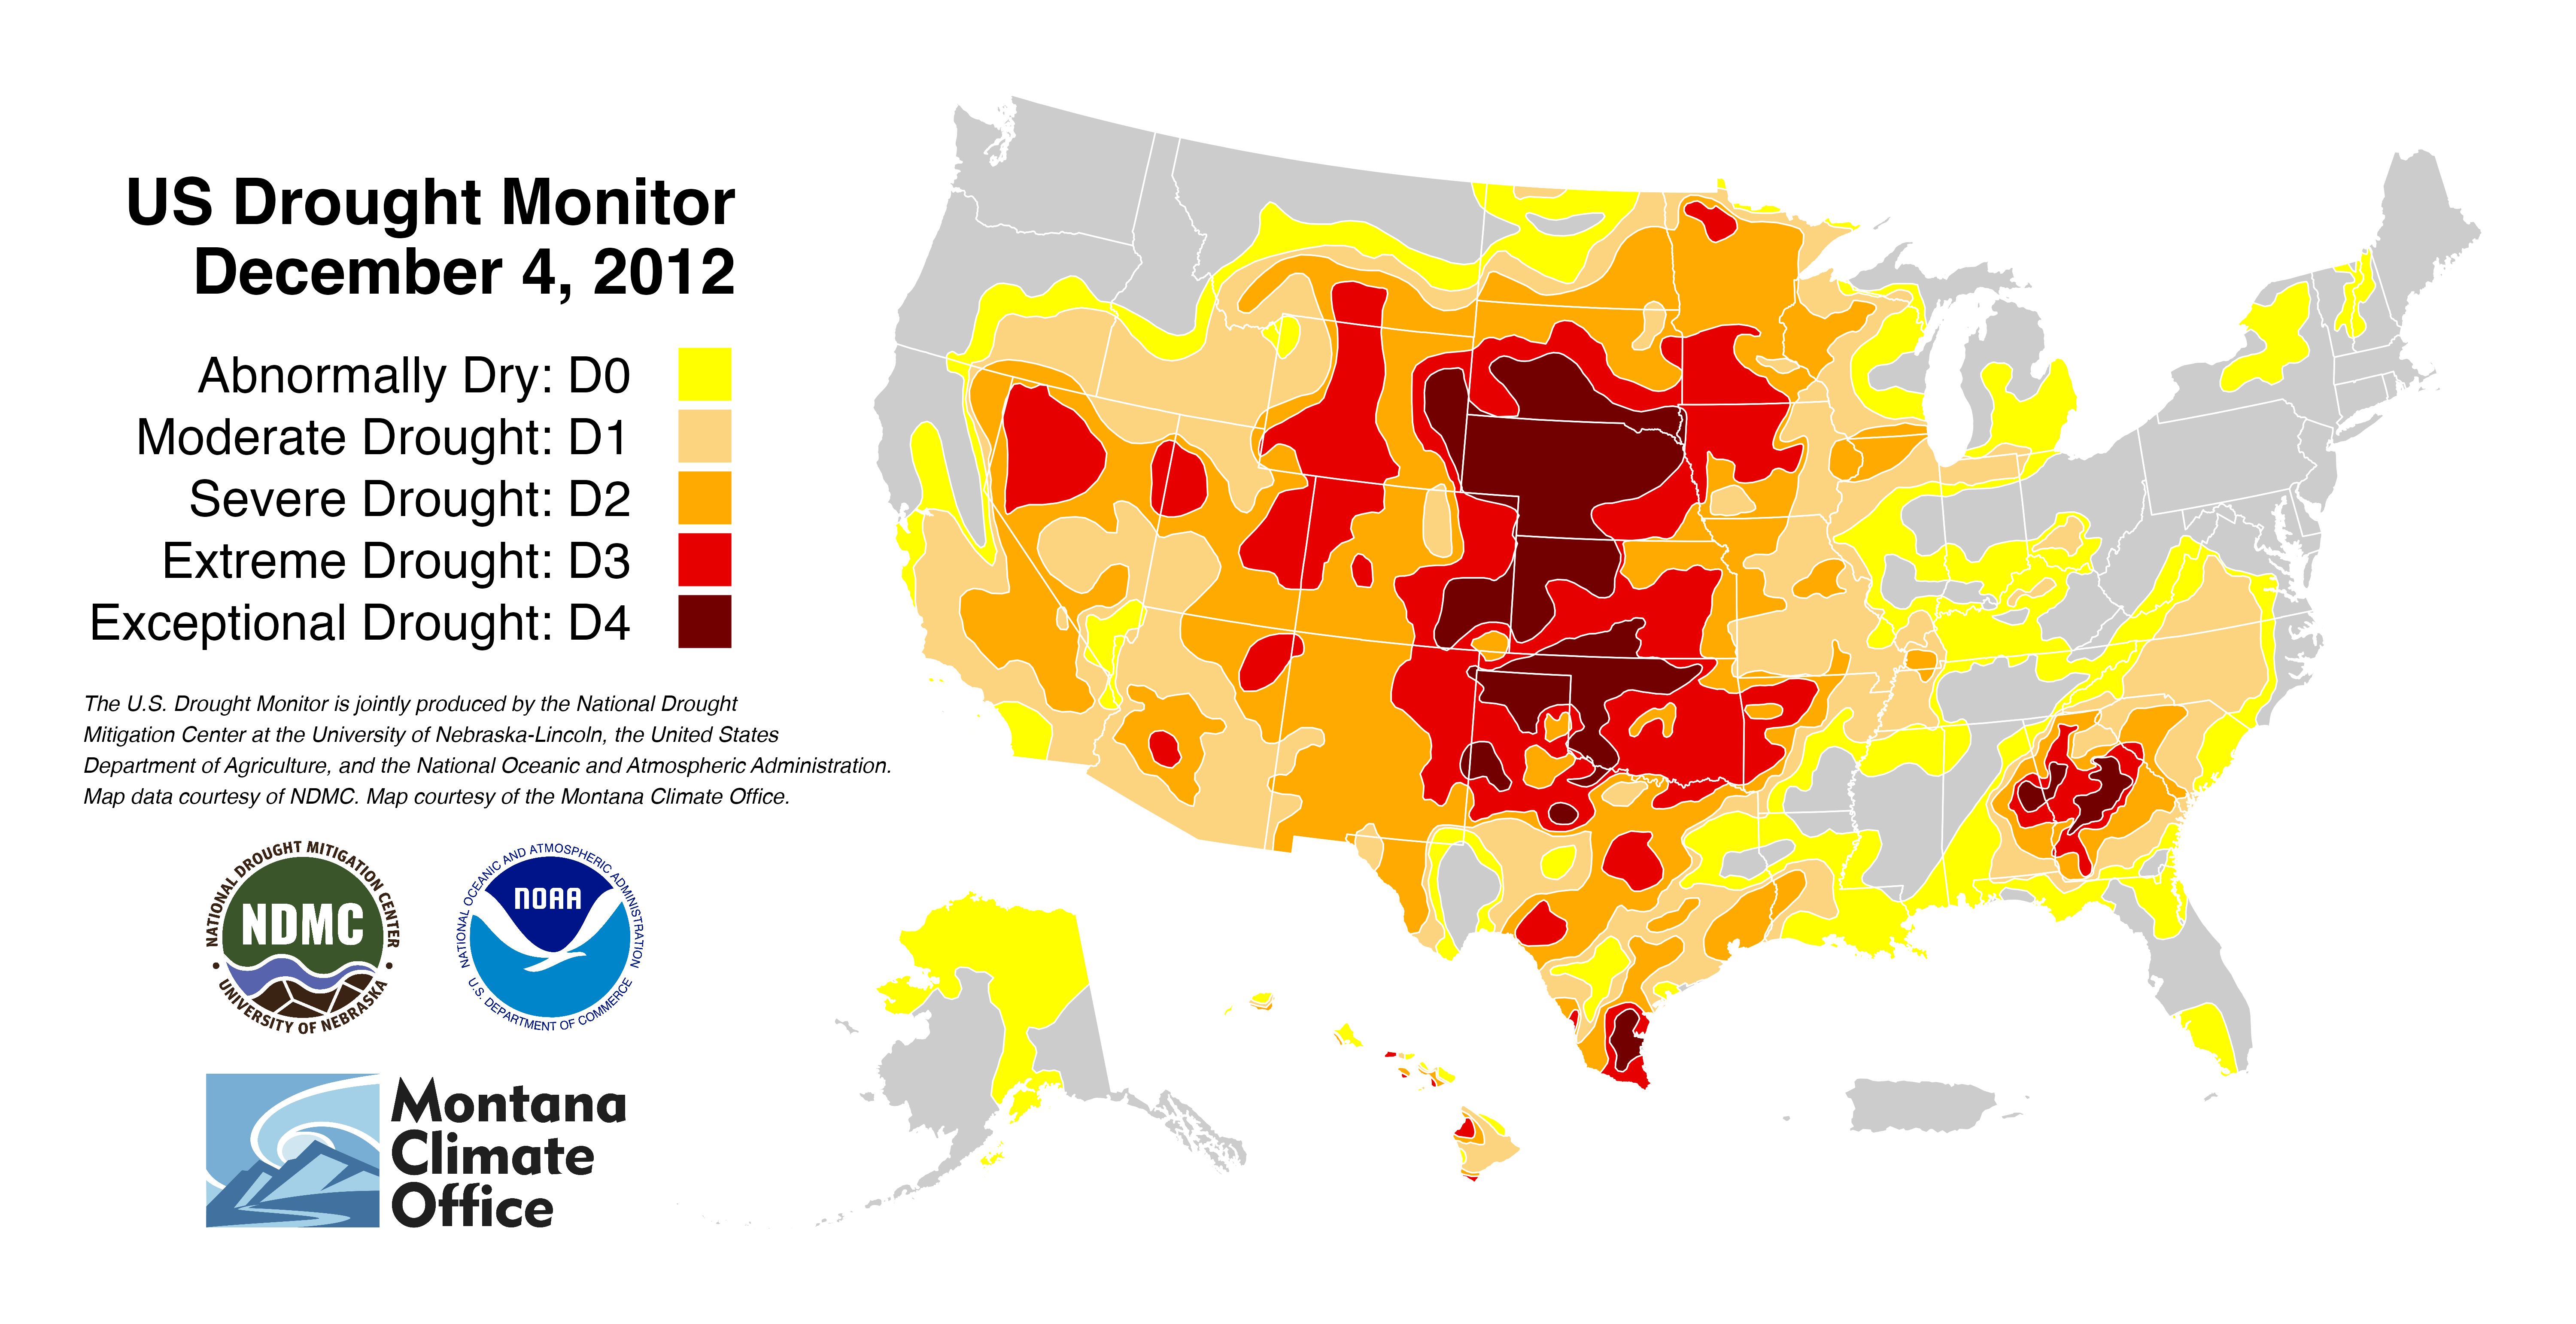 US Drought Monitor
December 4, 2012
Abnormally Dry: D0
Moderate Drought: D1
Severe Drought: D2
Extreme Drought: D3
Exceptional Drought: D4
The U.S. Drought Monitor is jointly produced by the National Drought
Mitigation Center at the University of Nebraska-Lincoln, the United States
Department of Agriculture, and the National Oceanic and Atmospheric Administration.
Map data courtesy of NDMC. Map courtesy of the Montana Climate Office.
NATIONAL DROUGHT MITIGATION CENTER
NDMC
UNIVERSITY OF NEBRASKA
NATIONAL OCEANIC AND ATMOSPHERIC ADMINISTRATION
NOAA
U.S. DEPARTMENT OF COMMERCE
Montana
Climate
Office